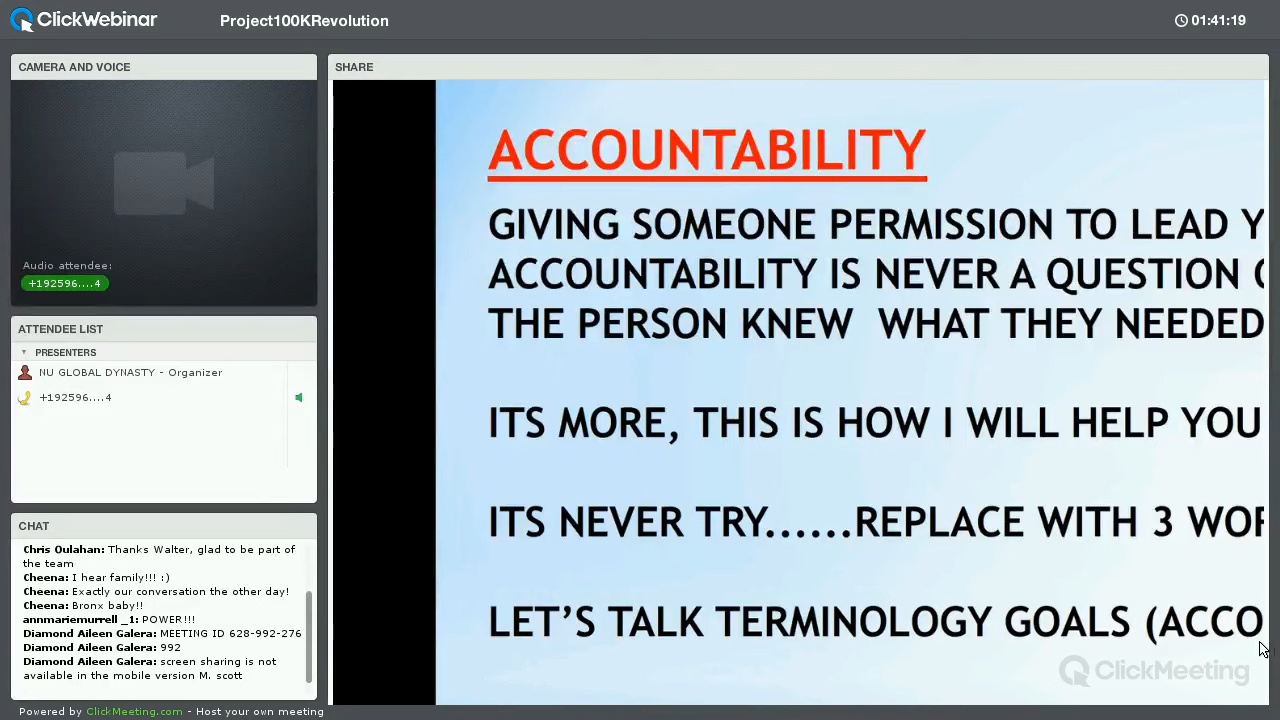 ClickWebinar
Project100KRevolution
01:41:19
CAMERA AND VOICE
Audio attendee:
+192596....4
ATTENDEE LIST
PRESENTERS
NU GLOBAL DYNASTY - Organizer
+192596....4
CHAT
Chris Oulahan: Thanks Walter, glad to be part of
the team
Cheena: I hear family!!! :)
Cheena: Exactly our conversation the other day!
Cheena: Bronx baby!!
annmariemurrell _1: POWER!!!
Diamond Aileen Galera: MEETING ID 628-992-276
Diamond Aileen Galera: 992
Diamond Aileen Galera: screen sharing is not
available in the mobile version M. scott
SHARE
ACCOUNTABILITY
GIVING SOMEONE PERMISSION TO LEAD
ACCOUNTABILITY IS NEVER A QUESTION
THE PERSON KNEW WHAT THEY NEEDED
ITS MORE, THIS IS HOW I WILL HELP YOU
ITS NEVER TRY......REPLACE WITH 3
LET'S TALK TERMINOLOGY GOALS (ACCO
ClickMeeting
Powered by ClickMeeting.com - Host your own meeting